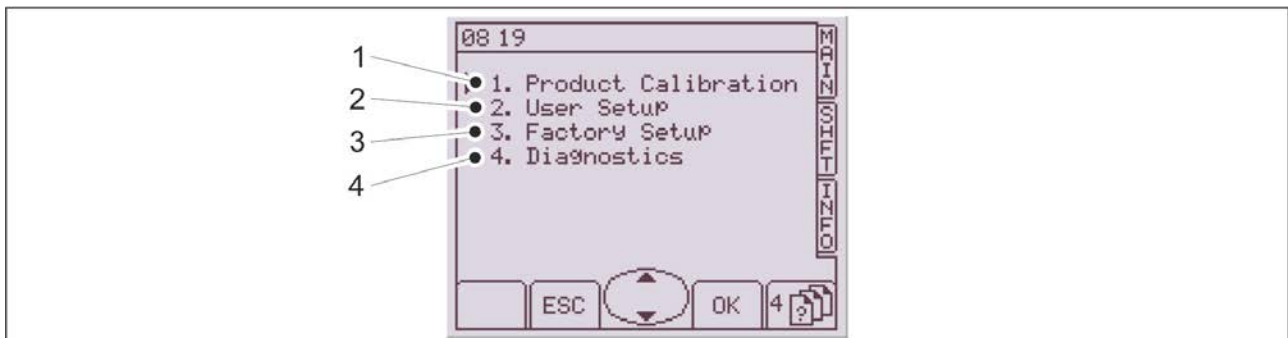 08 19
1
2
3
4
1. Product Calibration
2. User Setup
3. Factory Setup
4. Diagnostics
MAIN
SHFT
INFO
ESC
OK
4
?